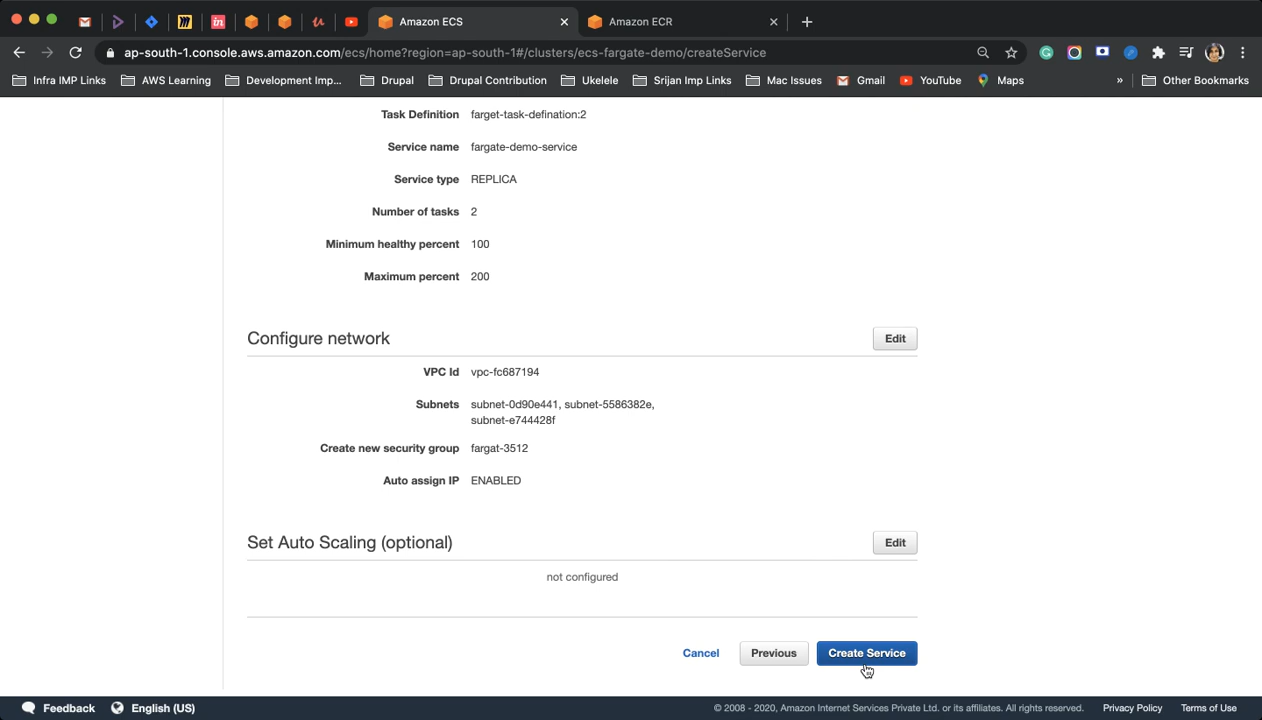 Amazon ECS
Amazon ECR
ap-south-1.console.aws.amazon.com/ecs/home?region=ap-south-1#/clusters/ecs-fargate-demo/createService
Infra IMP Links
AWS Learning
Development Imp...
Drupal
Drupal Contribution
Ukelele
Srijan Imp Links
Mac Issues
Gmail
YouTube
Maps
»
Other Bookmarks
Task Definition farget-task-defination:2
Service name fargate-demo-service
Service type REPLICA
Number of tasks 2
Minimum healthy percent 100
Maximum percent 200
Configure network
Edit
VPC Id vpc-fc687194
Subnets subnet-0d90e441, subnet-5586382e,
subnet-e744428f
Create new security group fargat-3512
Auto assign IP ENABLED
Set Auto Scaling (optional)
Edit
not configured
Cancel
Previous
Create Service
Feedback
English (US)
© 2008 - 2020, Amazon Internet Services Private Ltd. or its affiliates. All rights reserved.
Privacy Policy
Terms of Use